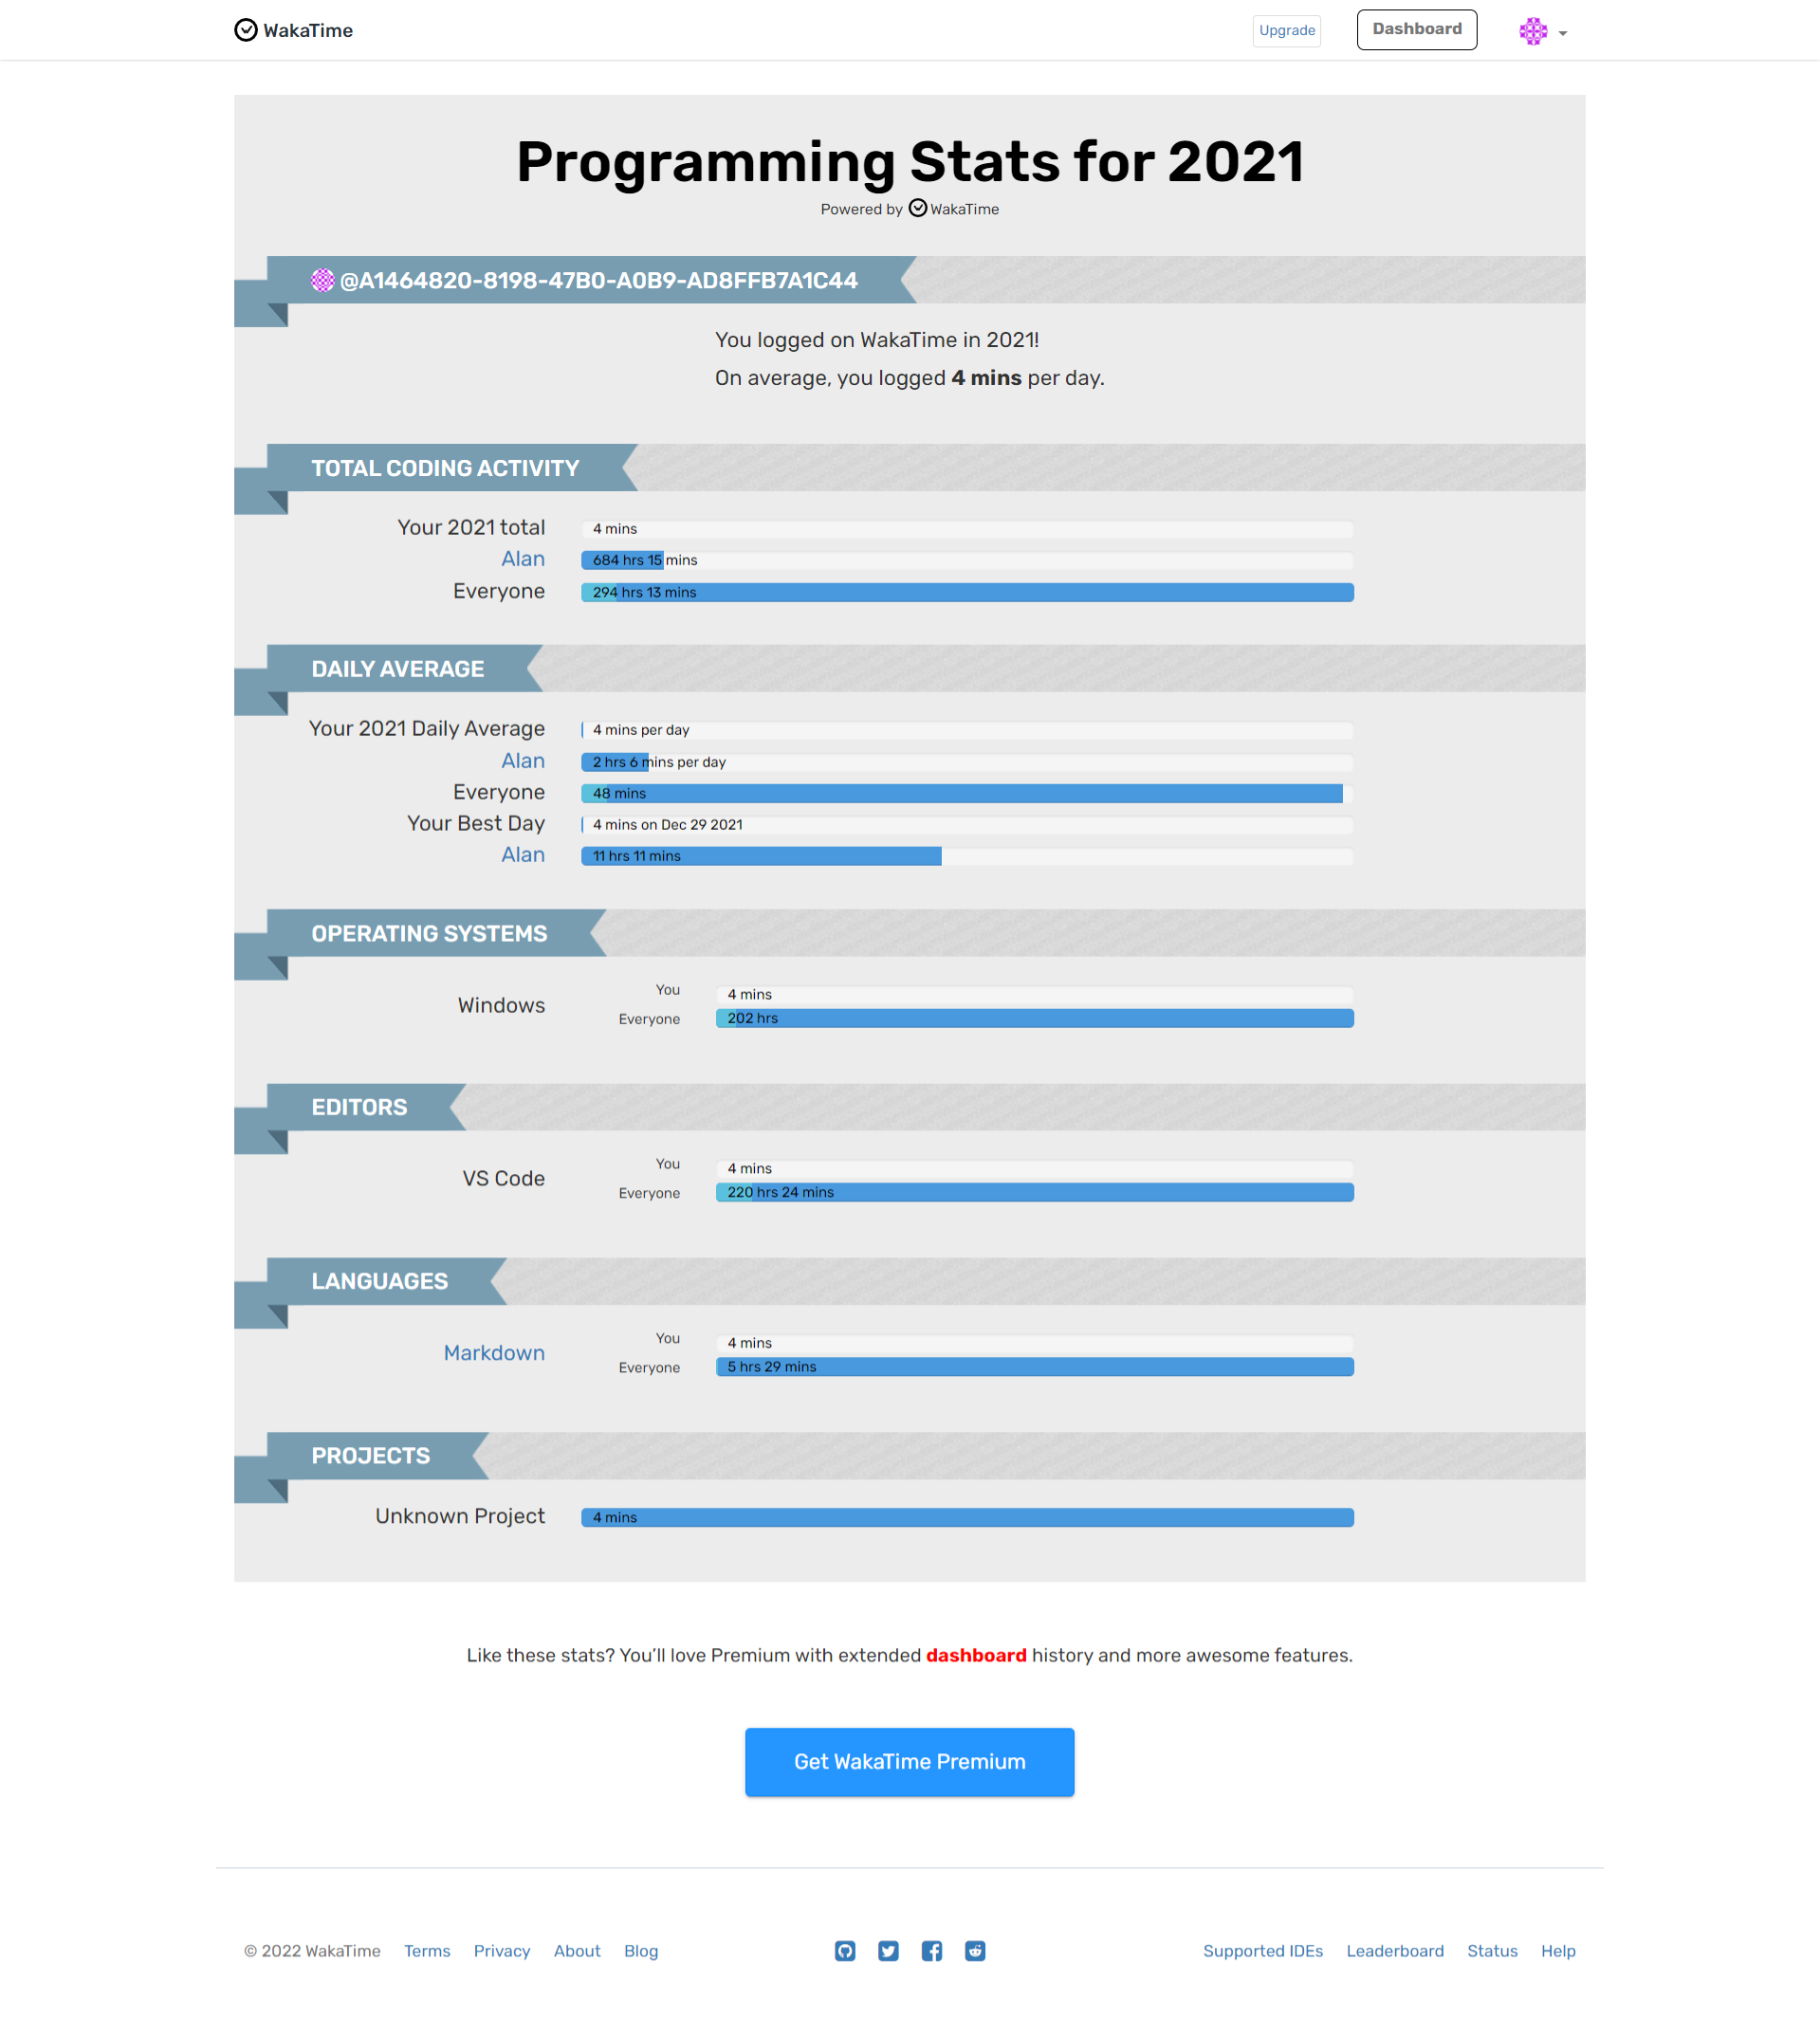 WakaTime
Upgrade
Dashboard
Programming Stats for 2021
Powered by WakaTime
@A1464820-8198-47B0-A0B9-AD8FFB7A1C44
You logged on WakaTime in 2021!
On average, you logged 4 mins per day.
TOTAL CODING ACTIVITY
Your 2021 total 4 mins
Alan 684 hrs 15 mins
Everyone 294 hrs 13 mins
DAILY AVERAGE
Your 2021 Daily Average 4 mins per day
Alan 2 hrs 6 mins per day
Everyone 48 mins
Your Best Day 4 mins on Dec 29 2021
Alan 11 hrs 11 mins
OPERATING SYSTEMS
Windows
You 4 mins
Everyone 202 hrs
EDITORS
VS Code
You 4 mins
Everyone 220 hrs 24 mins
LANGUAGES
Markdown
You 4 mins
Everyone 5 hrs 29 mins
PROJECTS
Unknown Project 4 mins
Like these stats? You’ll love Premium with extended dashboard history and more awesome features.
Get WakaTime Premium
© 2022 WakaTime Terms Privacy About Blog
Supported IDEs Leaderboard Status Help